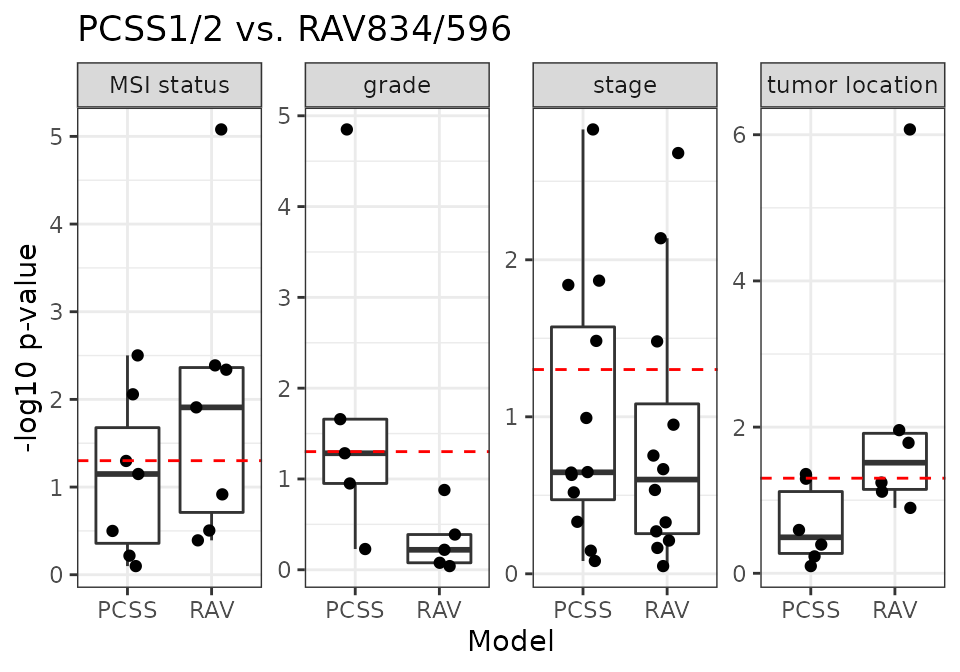 PCSS1/2 vs. RAV834/596
MSI status
grade
stage
tumor location
-log10 p-value
5
4
3
2
1
0
5
4
3
2
1
0
2
1
0
6
4
2
0
PCSS RAV
PCSS RAV
PCSS RAV
PCSS RAV
Model